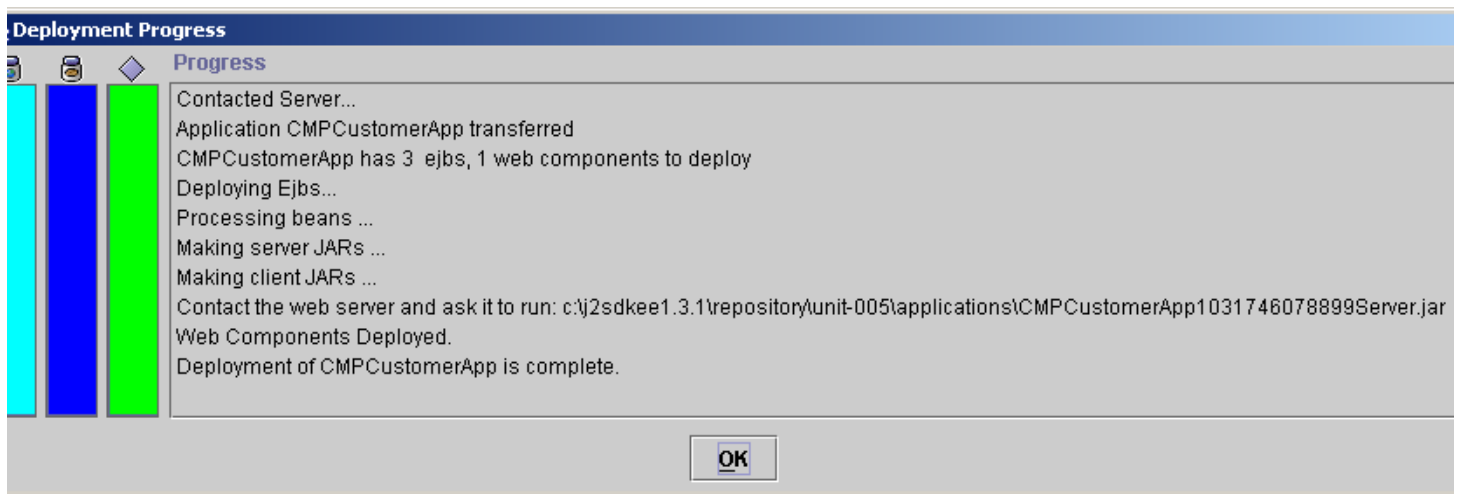 Deployment Progress
Progress
Contacted Server...
Application CMPCustomerApp transferred
CMPCustomerApp has 3 ejbs, 1 web components to deploy
Deploying Ejbs...
Processing beans ...
Making server JARs ...
Making client JARs ...
Contact the web server and ask it to run: c:\j2sdkee1.3.1\repository\unit-005\applications\CMPCustomerApp1031746078899Server.jar
Web Components Deployed.
Deployment of CMPCustomerApp is complete.
OK